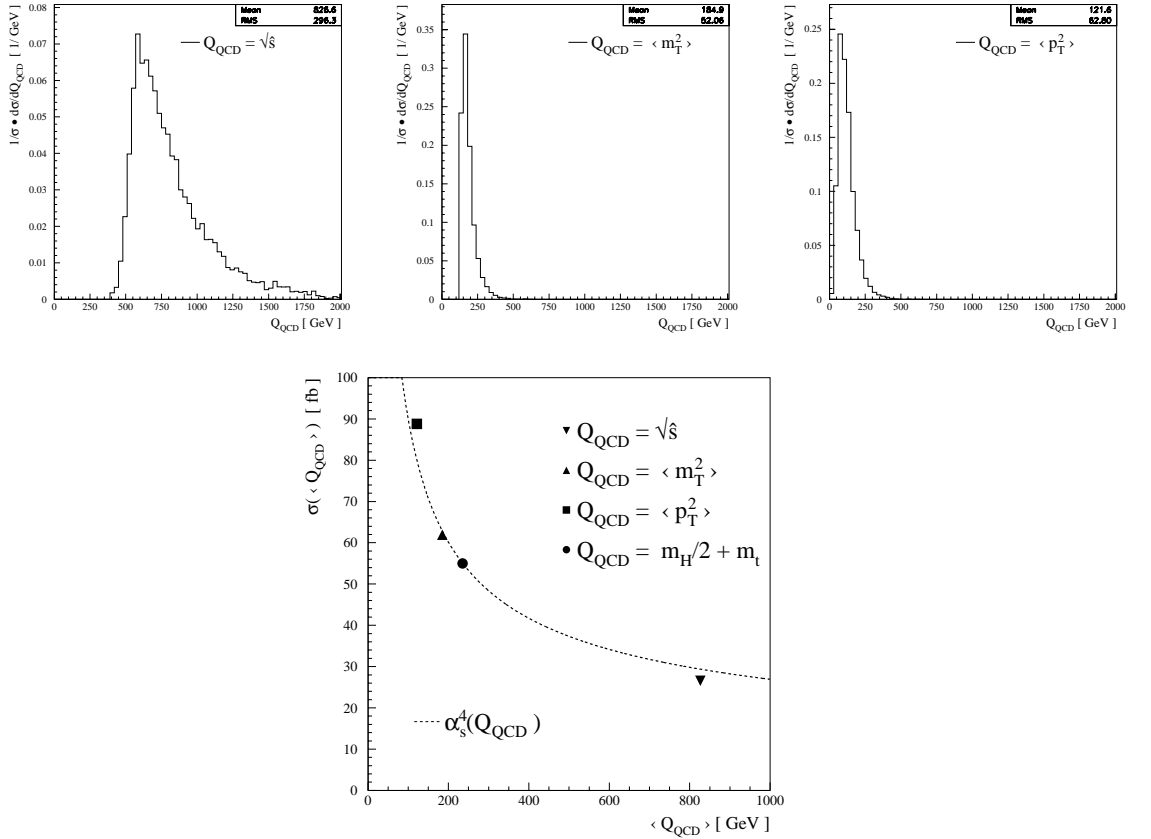 Mean 826.6
RMS 296.3
Q_QCD = √ŝ
1/σ • dσ/dQ_QCD [ 1/ GeV ]
0.08
0.07
0.06
0.05
0.04
0.03
0.02
0.01
0
0 250 500 750 1000 1250 1500 1750 2000
Q_QCD [ GeV ]
Mean 184.9
RMS 52.06
Q_QCD = ‹ m_T^2 ›
1/σ • dσ/dQ_QCD [ 1/ GeV ]
0.35
0.3
0.25
0.2
0.15
0.1
0.05
0
0 250 500 750 1000 1250 1500 1750 2000
Q_QCD [ GeV ]
Mean 121.6
RMS 62.80
Q_QCD = ‹ p_T^2 ›
1/σ • dσ/dQ_QCD [ 1/ GeV ]
0.25
0.2
0.15
0.1
0.05
0
0 250 500 750 1000 1250 1500 1750 2000
Q_QCD [ GeV ]
σ( ‹ Q_QCD › ) [ fb ]
100
90
80
70
60
50
40
30
20
10
0
Q_QCD = √ŝ
Q_QCD = ‹ m_T^2 ›
Q_QCD = ‹ p_T^2 ›
Q_QCD = m_H/2 + m_t
α_s^4(Q_QCD )
0 200 400 600 800 1000
‹ Q_QCD › [ GeV ]